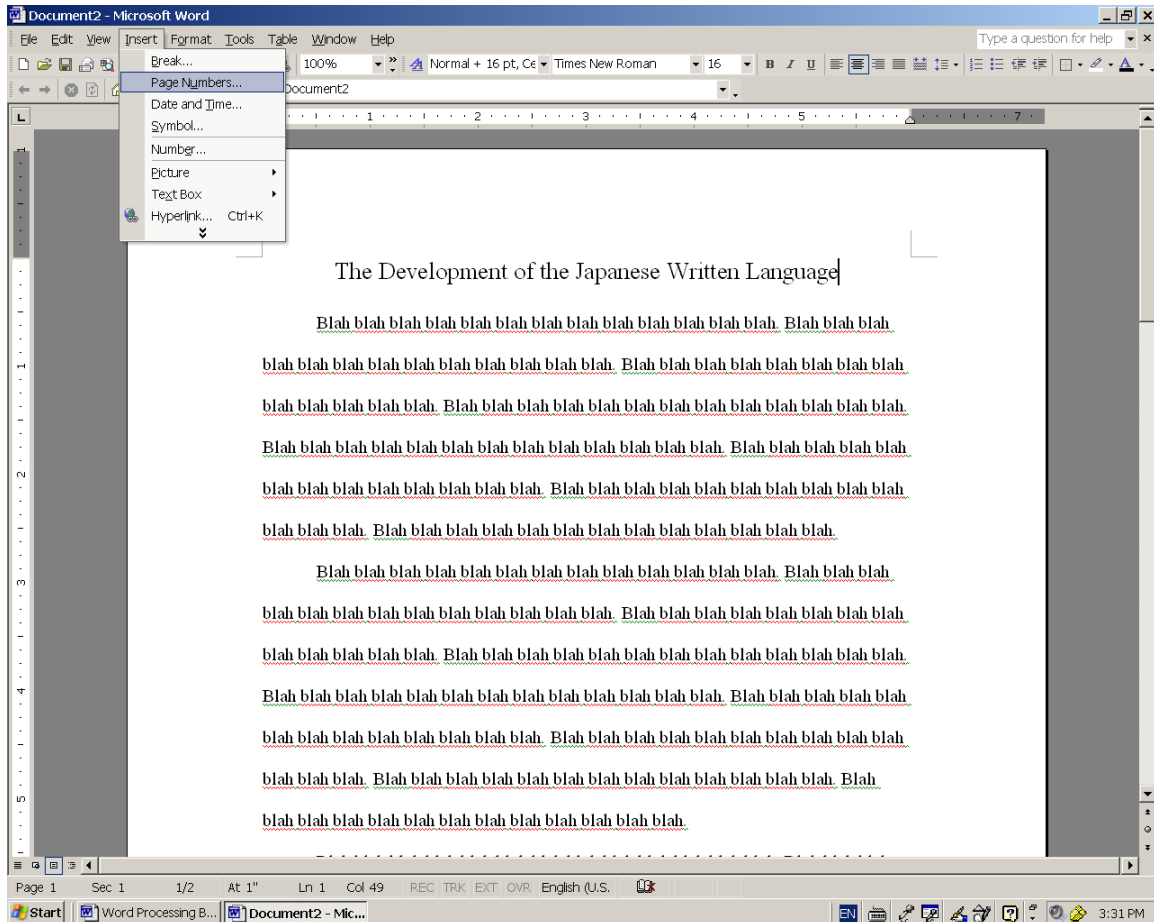 Document2 - Microsoft Word
File Edit View Insert Format Tools Table Window Help Type a question for help
100% Normal + 16 pt, Ce Times New Roman 16 B I U
Document2
Break...
Page Numbers...
Date and Time...
Symbol...
Number...
Picture
Text Box
Hyperlink... Ctrl+K
L 1 2 3 4 5 7
The Development of the Japanese Written Language
Blah blah blah blah blah blah blah blah blah blah blah blah blah. Blah blah blah
blah blah blah blah blah blah blah blah blah blah. Blah blah blah blah blah blah blah blah
blah blah blah blah blah. Blah blah blah blah blah blah blah blah blah blah blah blah blah.
Blah blah blah blah blah blah blah blah blah blah blah blah blah. Blah blah blah blah blah
blah blah blah blah blah blah blah blah. Blah blah blah blah blah blah blah blah blah blah
blah blah blah. Blah blah blah blah blah blah blah blah blah blah blah blah blah.
Blah blah blah blah blah blah blah blah blah blah blah blah blah. Blah blah blah
blah blah blah blah blah blah blah blah blah blah. Blah blah blah blah blah blah blah blah
blah blah blah blah blah. Blah blah blah blah blah blah blah blah blah blah blah blah blah.
Blah blah blah blah blah blah blah blah blah blah blah blah blah. Blah blah blah blah blah
blah blah blah blah blah blah blah blah. Blah blah blah blah blah blah blah blah blah blah
blah blah blah. Blah blah blah blah blah blah blah blah blah blah blah blah blah. Blah
blah blah blah blah blah blah blah blah blah blah blah blah.
1
2
3
4
5
Page 1 Sec 1 1/2 At 1" Ln 1 Col 49 REC TRK EXT OVR English (U.S.
Start Word Processing B... Document2 - Mic... EN 3:31 PM